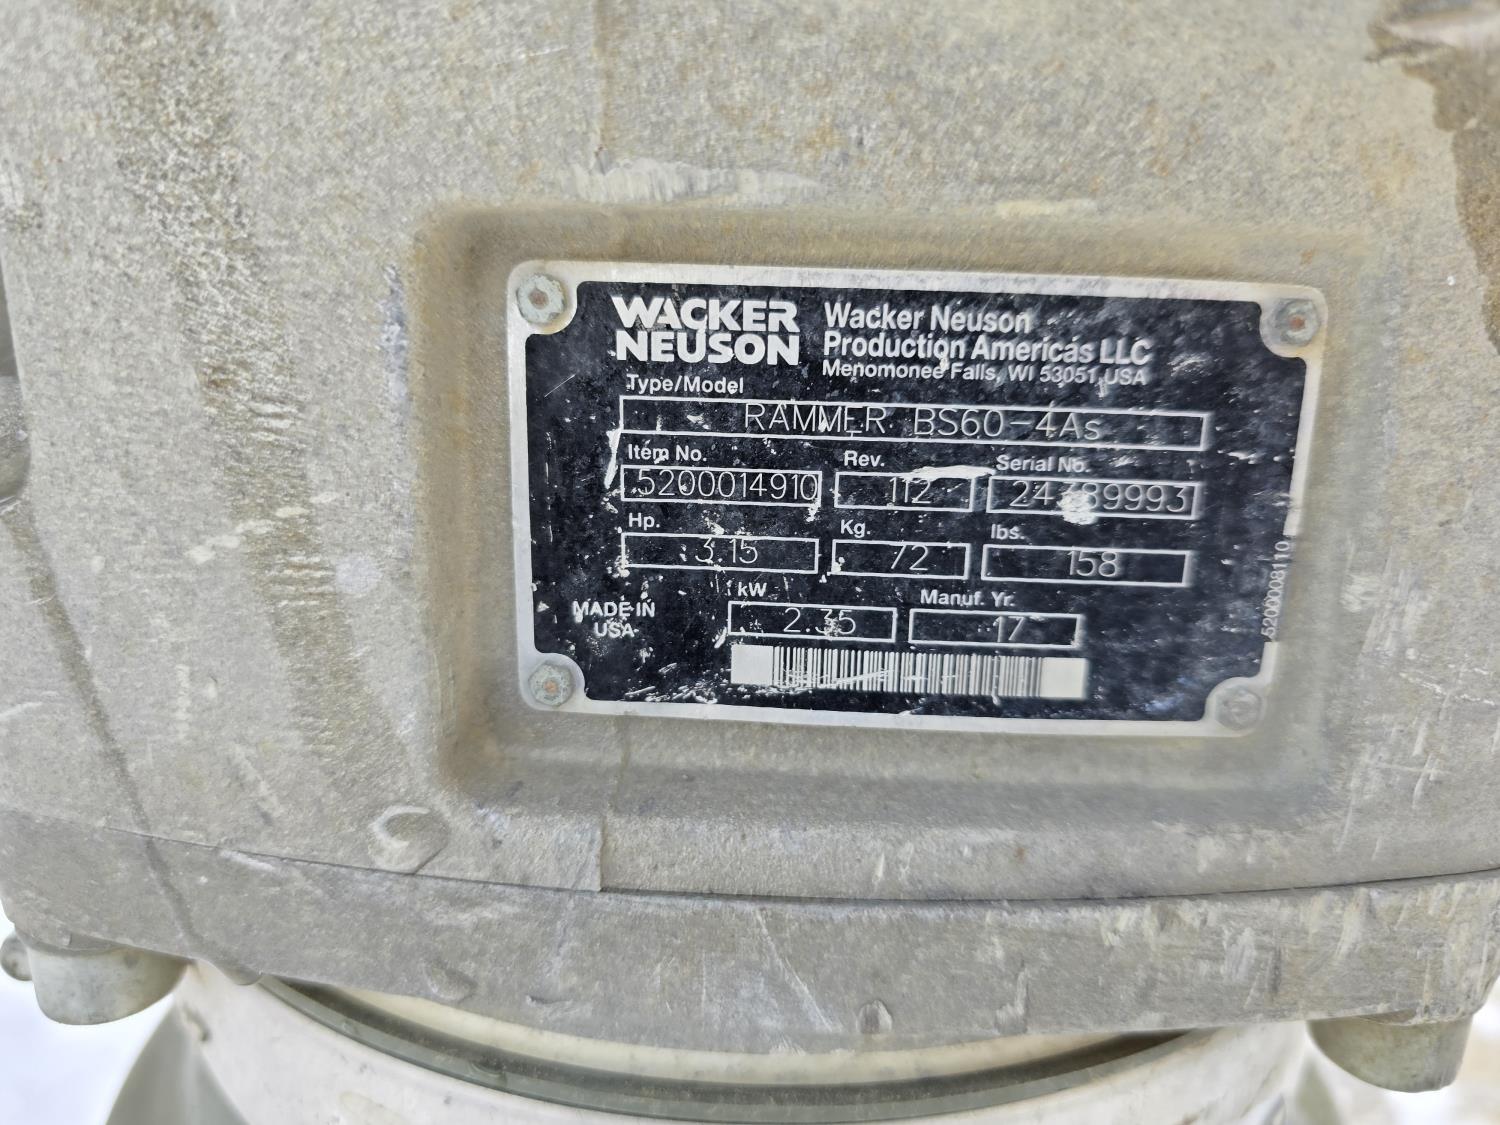 WACKER
NEUSON
Wacker Neuson
Production Americas LLC
Menomonee Falls, WI 53051, USA
Type/Model
RAMMER BS60-4As
Item No. Rev. Serial No.
5200014910 112
Hp. Kg. lbs.
3.15 72 158
kW Manuf. Yr.
MADE IN
USA
2.35 17
5200008110